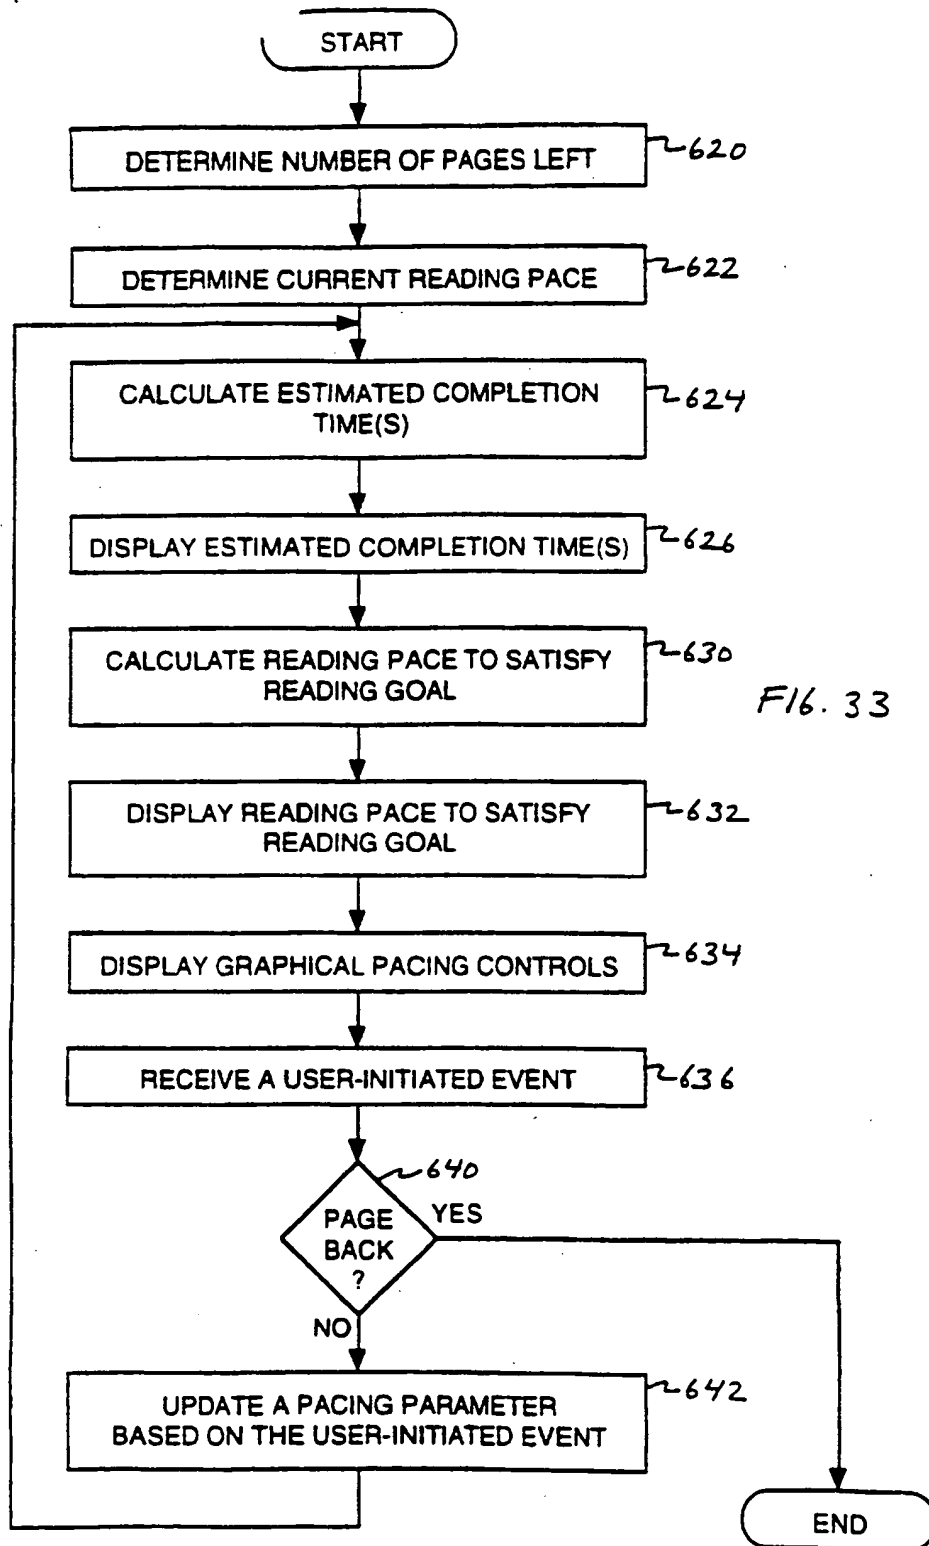 START
DETERMINE NUMBER OF PAGES LEFT
620
DETERMINE CURRENT READING PACE
622
CALCULATE ESTIMATED COMPLETION
TIME(S)
624
DISPLAY ESTIMATED COMPLETION TIME(S)
626
CALCULATE READING PACE TO SATISFY
READING GOAL
630
FIG. 33
DISPLAY READING PACE TO SATISFY
READING GOAL
632
DISPLAY GRAPHICAL PACING CONTROLS
634
RECEIVE A USER-INITIATED EVENT
636
640
PAGE
BACK
?
YES
NO
UPDATE A PACING PARAMETER
BASED ON THE USER-INITIATED EVENT
642
END